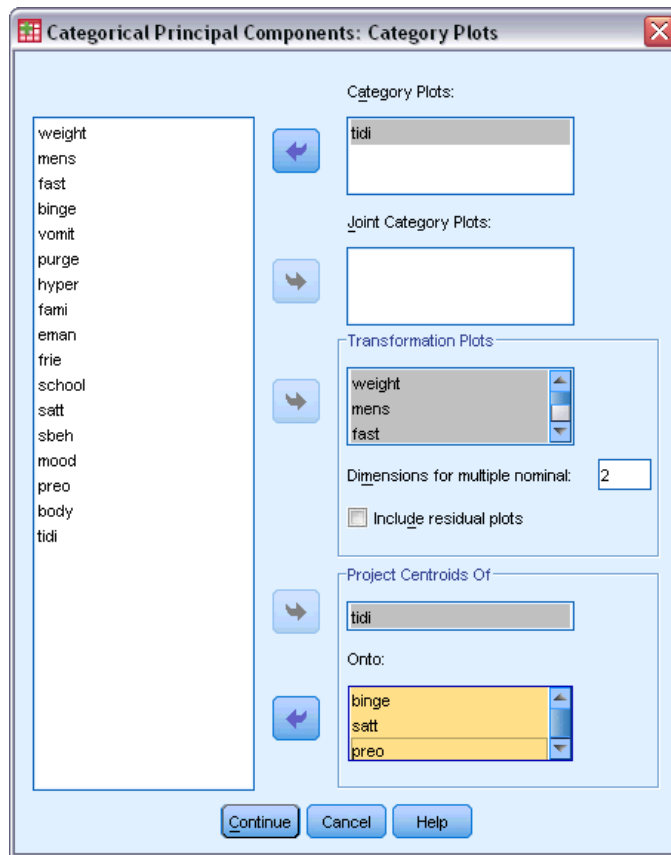 Categorical Principal Components: Category Plots
weight
mens
fast
binge
vomit
purge
hyper
fami
eman
frie
school
satt
sbeh
mood
preo
body
tidi
Category Plots:
tidi
Joint Category Plots:
Transformation Plots
weight
mens
fast
Dimensions for multiple nominal: 2
Include residual plots
Project Centroids Of
tidi
Onto:
binge
satt
preo
Continue Cancel Help